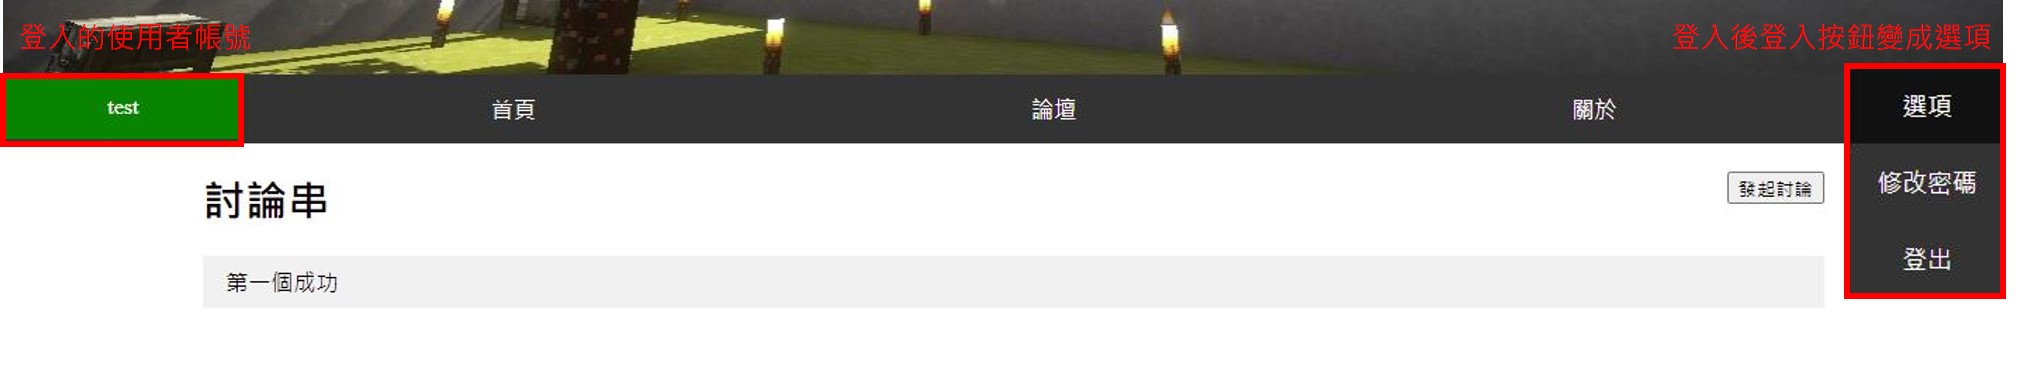 登入的使用者帳號
登入後登入按鈕變成選項
test
首頁
論壇
關於
選項
修改密碼
登出
討論串
發起討論
第一個成功